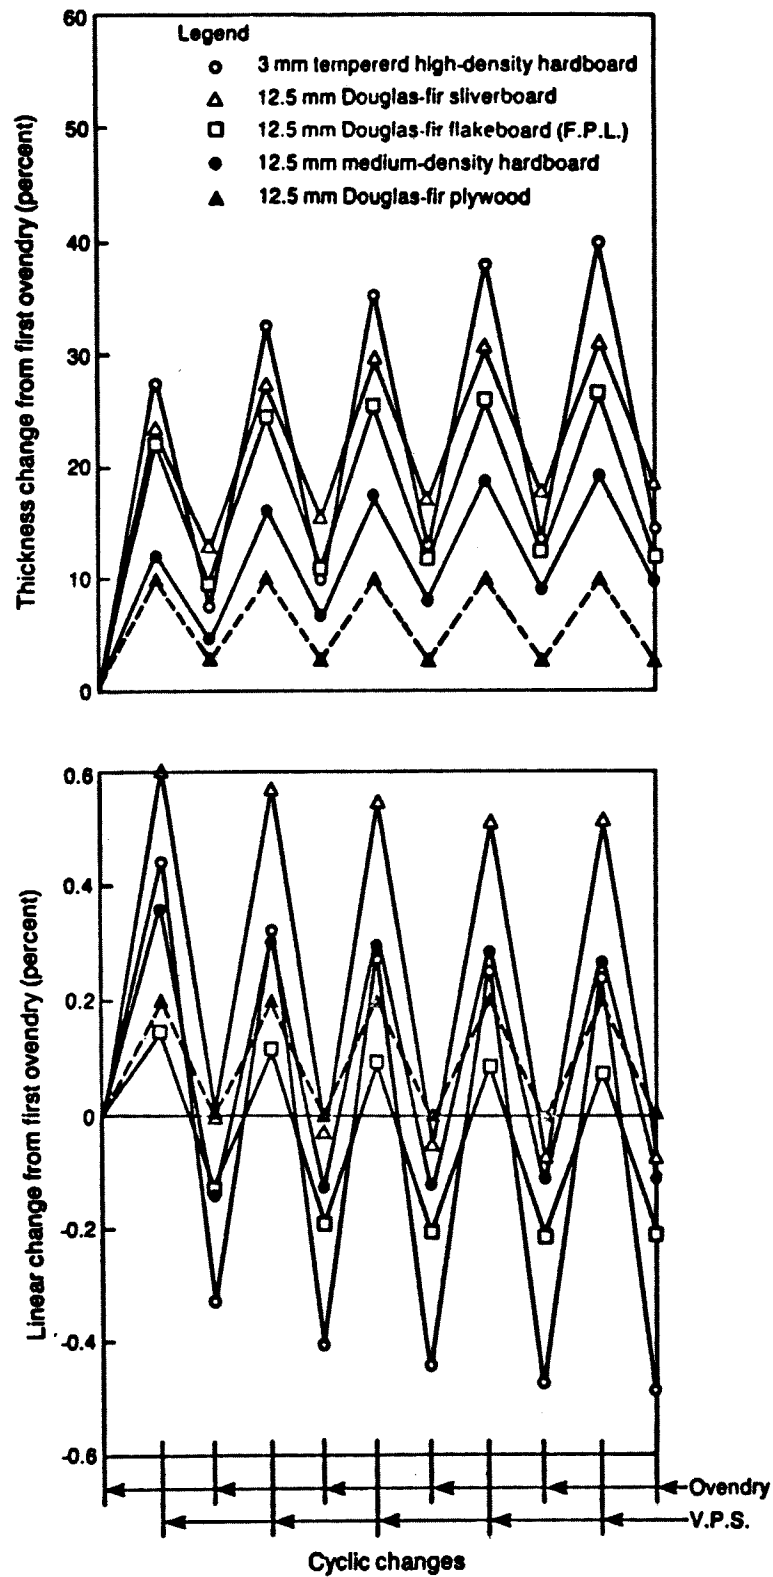 60
Legend
3 mm tempererd high-density hardboard
12.5 mm Douglas-fir sliverboard
12.5 mm Douglas-fir flakeboard (F.P.L.)
12.5 mm medium-density hardboard
12.5 mm Douglas-fir plywood
50
40
30
20
10
0
Thickness change from first ovendry (percent)
0.6
0.4
0.2
0
-0.2
-0.4
-0.6
Linear change from first ovendry (percent)
Ovendry
V.P.S.
Cyclic changes